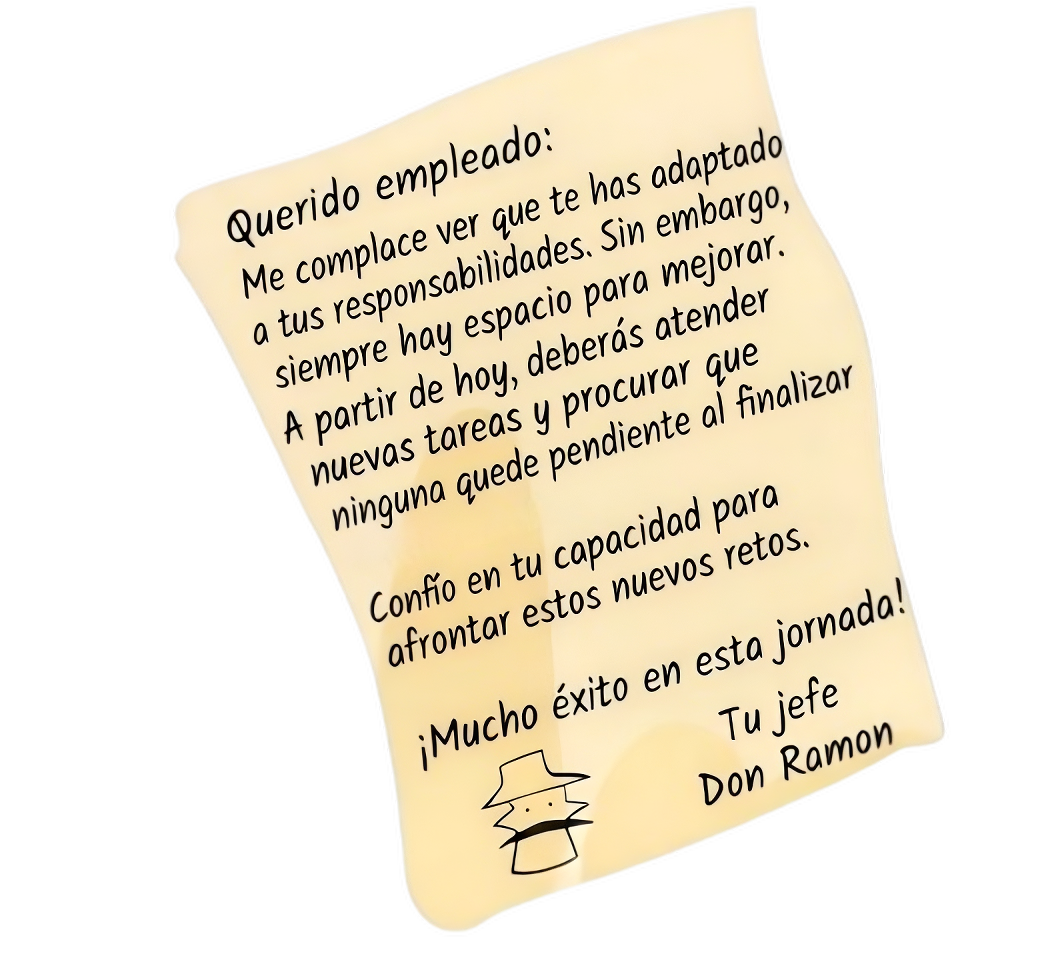 Querido empleado:
Me complace ver que te has adaptado
a tus responsabilidades. Sin embargo,
siempre hay espacio para mejorar.
A partir de hoy, deberás atender
nuevas tareas y procurar que
ninguna quede pendiente al finalizar
Confío en tu capacidad para
afrontar estos nuevos retos.
¡Mucho éxito en esta jornada!
Tu jefe
Don Ramon